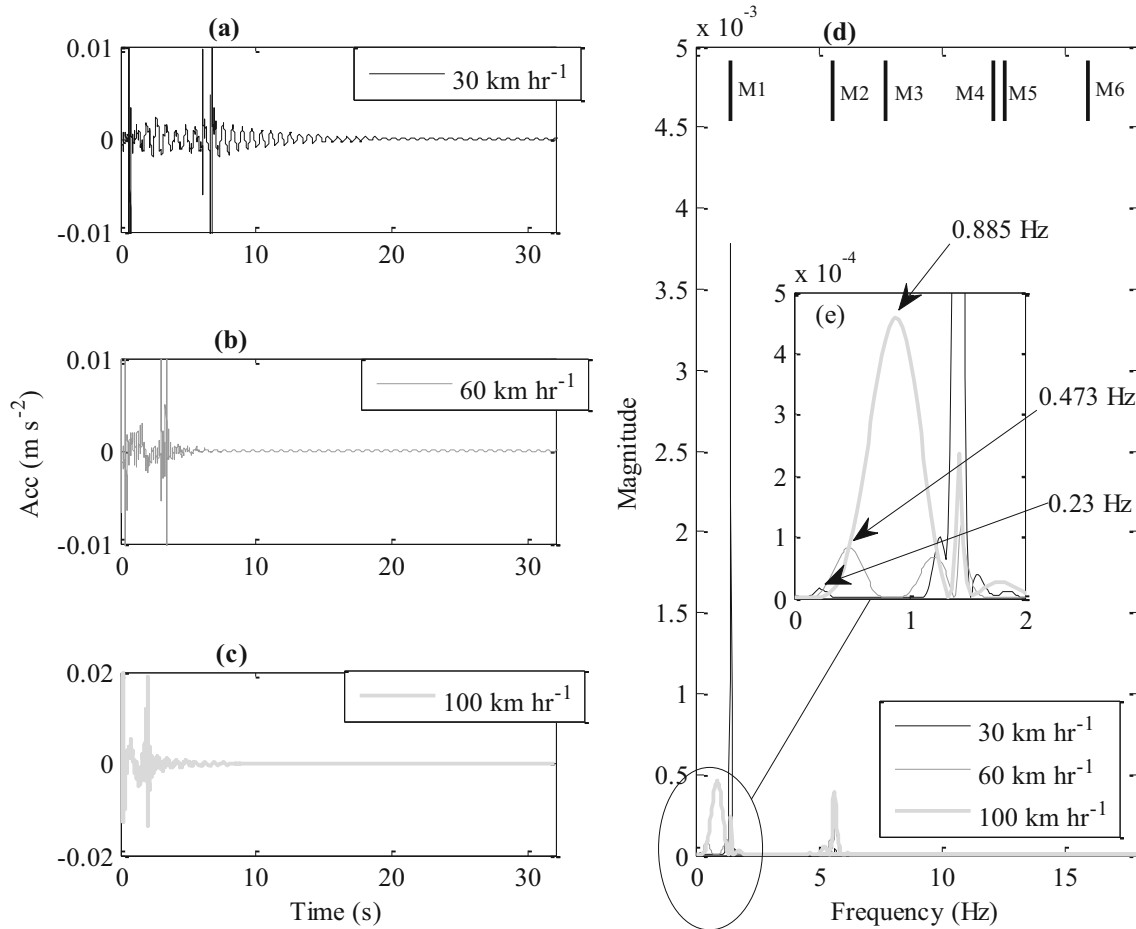 (a)
0.01
0
-0.01
30 km hr⁻¹
0 10 20 30
(b)
0.01
0
-0.01
60 km hr⁻¹
0 10 20 30
Acc (m s⁻²)
(c)
0.02
0
-0.02
100 km hr⁻¹
0 10 20 30
Time (s)
x 10⁻³
(d)
5
4.5
4
3.5
3
2.5
2
1.5
1
0.5
0
Magnitude
M1 M2 M3 M4 M5 M6
0.885 Hz
x 10⁻⁴
(e)
5
4
3
2
1
0
0 1 2
0.473 Hz
0.23 Hz
30 km hr⁻¹
60 km hr⁻¹
100 km hr⁻¹
0 5 10 15
Frequency (Hz)